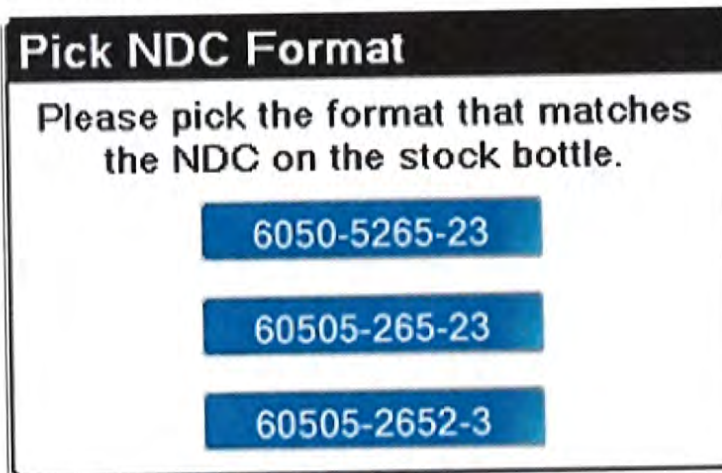 Pick NDC Format
Please pick the format that matches
the NDC on the stock bottle.
6050-5265-23
60505-265-23
60505-2652-3